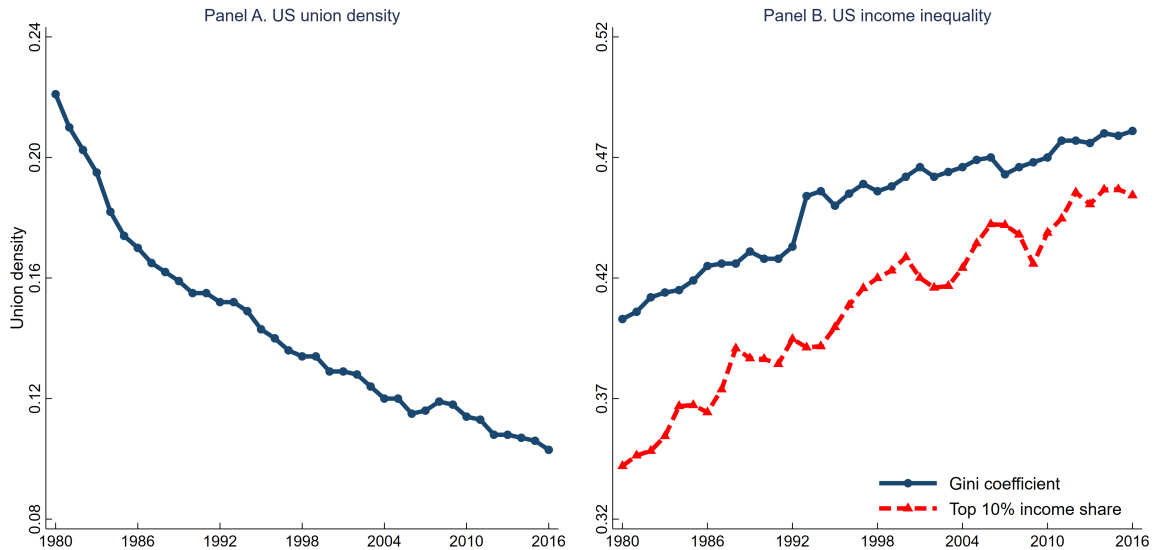 Panel A. US union density
Union density
0.24
0.20
0.16
0.12
0.08
1980 1986 1992 1998 2004 2010 2016
Panel B. US income inequality
0.52
0.47
0.42
0.37
0.32
Gini coefficient
Top 10% income share
1980 1986 1992 1998 2004 2010 2016